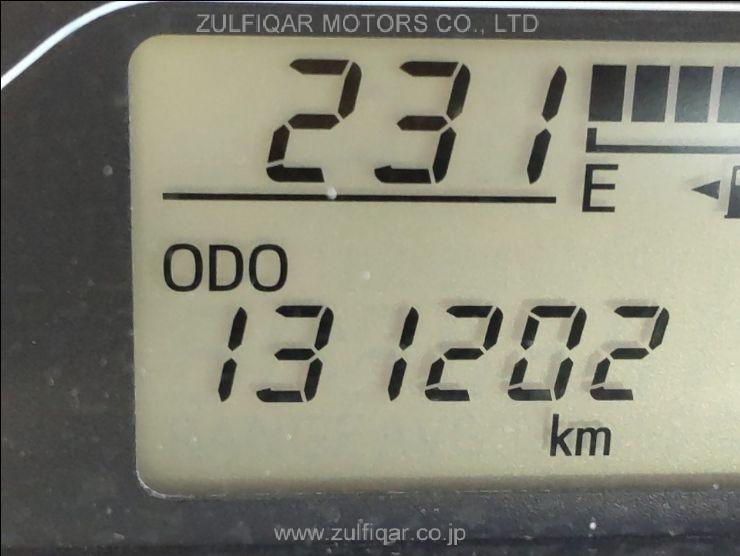 ZULFIQAR MOTORS CO., LTD
231
E
ODO
131202
km
www.zulfiqar.co.jp